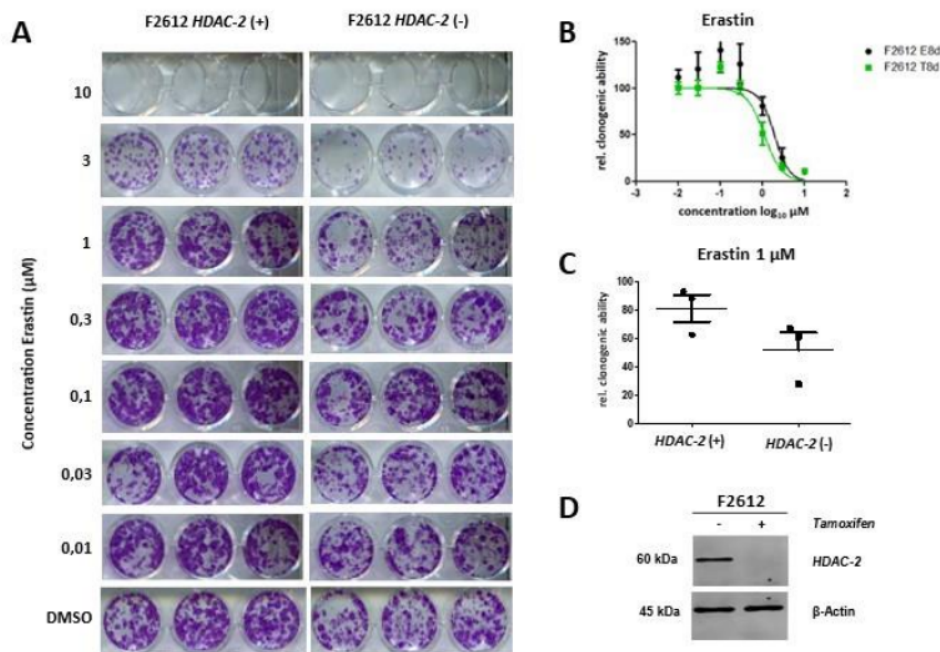 A
F2612 HDAC-2 (+)
F2612 HDAC-2 (-)
Concentration Erastin (µM)
10
3
1
0,3
0,1
0,03
0,01
DMSO
B
Erastin
rel. clonogenic ability
150
100
50
0
-3
-2
-1
0
1
2
concentration log₁₀ µM
F2612 E8d
F2612 T8d
C
Erastin 1 µM
rel. clonogenic ability
100
80
60
40
20
0
HDAC-2 (+)
HDAC-2 (-)
D
F2612
- + Tamoxifen
60 kDa
HDAC-2
45 kDa
β-Actin